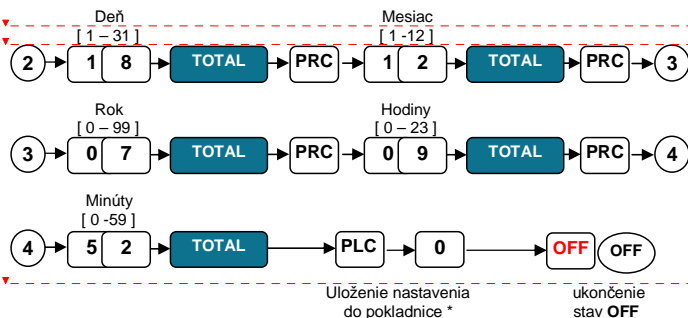 Deň Mesiac
[ 1 – 31 ] [ 1 -12 ]
2 1 8 TOTAL PRC 1 2 TOTAL PRC 3
Rok Hodiny
[ 0 – 99 ] [ 0 – 23 ]
3 0 7 TOTAL PRC 0 9 TOTAL PRC 4
Minúty
[ 0 -59 ]
4 5 2 TOTAL PLC 0 OFF OFF
Uloženie nastavenia ukončenie
do pokladnice * stav OFF